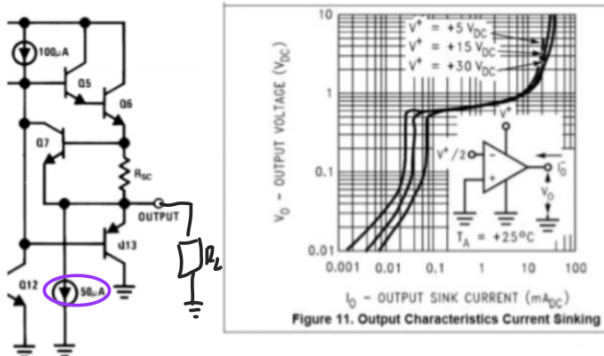 100μA
Q5
Q6
Q7
RSC
OUTPUT
RL
Q13
Q12
50μA
10
1
0.1
0.01
V+ = +5 VDC
V+ = +15 VDC
V+ = +30 VDC
V+
V+/2
IO
VO
TA = +25°C
VO - OUTPUT VOLTAGE (VDC)
0.001 0.01 0.1 1 10 100
IO - OUTPUT SINK CURRENT (mADC)
Figure 11. Output Characteristics Current Sinking